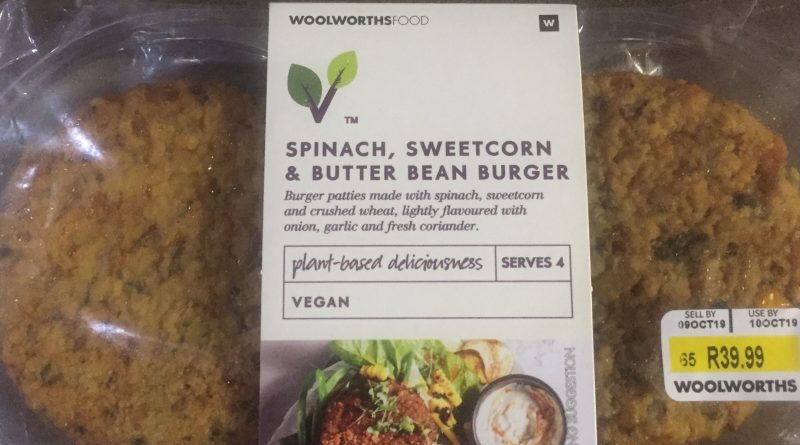 WOOLWORTHSFOOD
W
TM
SPINACH, SWEETCORN
& BUTTER BEAN BURGER
Burger patties made with spinach, sweetcorn
and crushed wheat, lightly flavoured with
onion, garlic and fresh coriander.
plant-based deliciousness
SERVES 4
VEGAN
SUGGESTION
SELL BY
09OCT19
USE BY
10OCT19
65 R39.99
WOOLWORTHS